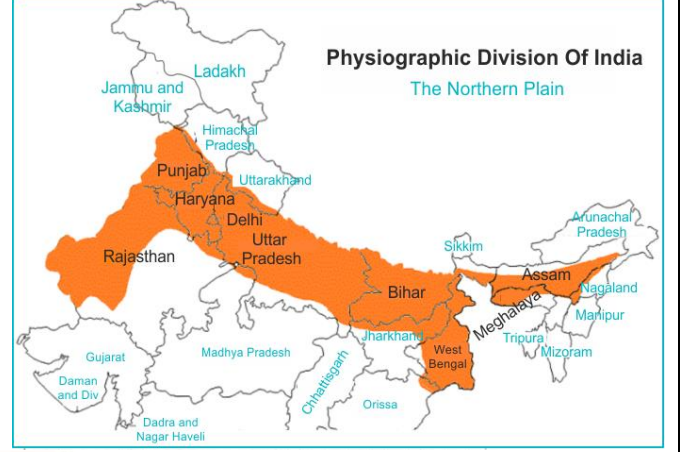 Physiographic Division Of India
The Northern Plain
Ladakh
Jammu and
Kashmir
Himachal
Pradesh
Punjab
Uttarakhand
Haryana
Delhi
Uttar
Pradesh
Rajasthan
Arunachal
Pradesh
Sikkim
Assam
Nagaland
Bihar
Meghalaya
Manipur
Jharkhand
Tripura
Mizoram
West
Bengal
Gujarat
Madhya Pradesh
Chhattisgarh
Daman
and Div
Orissa
Dadra and
Nagar Haveli